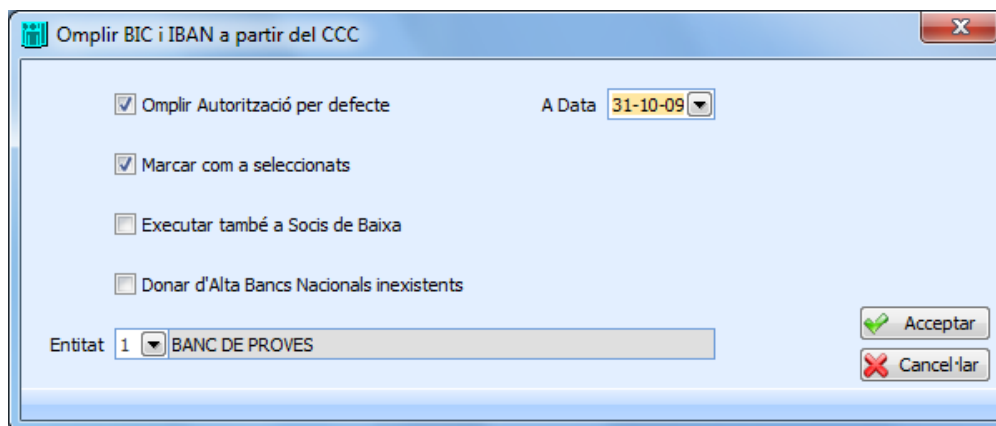 Omplir BIC i IBAN a partir del CCC
Omplir Autorització per defecte A Data 31-10-09
Marcar com a seleccionats
Executar també a Socis de Baixa
Donar d'Alta Bancs Nacionals inexistents
Entitat 1 BANC DE PROVES
Acceptar
Cancel·lar